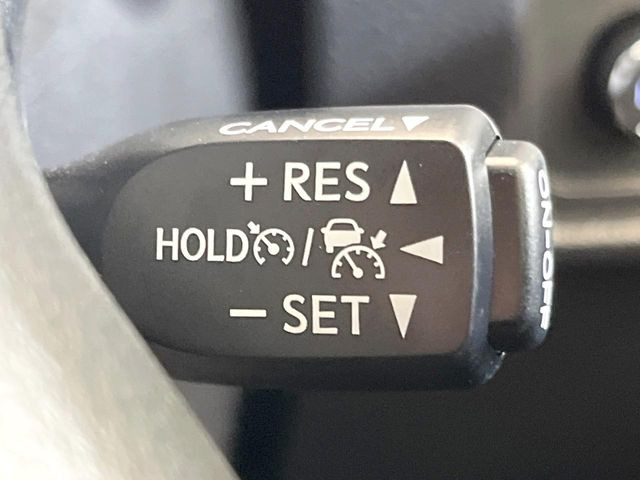 CANCEL▼
+ RES ▲
HOLD / ◀
− SET ▼
ON-OFF